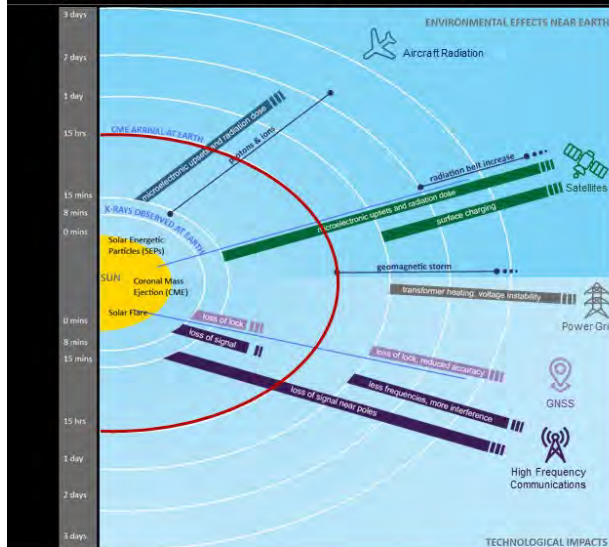 3 days
2 days
1 day
15 hrs
15 mins
8 mins
0 mins
0 mins
8 mins
15 mins
15 hrs
1 day
2 days
3 days
ENVIRONMENTAL EFFECTS NEAR EARTH
Aircraft Radiation
CME ARRIVAL AT EARTH
microelectronic upsets and radiation dose
protons & ions
X-RAYS OBSERVED AT EARTH
radiation belt increase
microelectronic upsets and radiation dose
Satellites
surface charging
Solar Energetic
Particles (SEPs)
SUN
Coronal Mass
Ejection (CME)
Solar Flare
geomagnetic storm
transformer heating, voltage instability
Power Gri
loss of lock
loss of signal
loss of lock, reduced accuracy
GNSS
less frequencies, more interference
loss of signal near poles
High Frequency
Communications
TECHNOLOGICAL IMPACTS